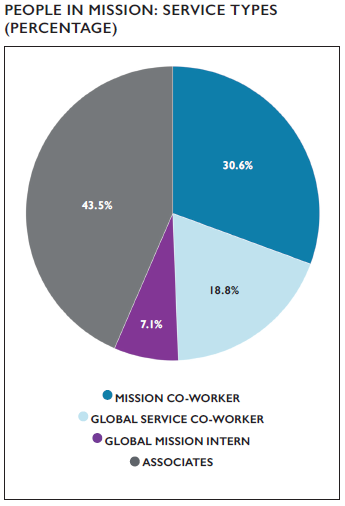 PEOPLE IN MISSION: SERVICE TYPES
(PERCENTAGE)
30.6%
43.5%
18.8%
7.1%
MISSION CO-WORKER
GLOBAL SERVICE CO-WORKER
GLOBAL MISSION INTERN
ASSOCIATES